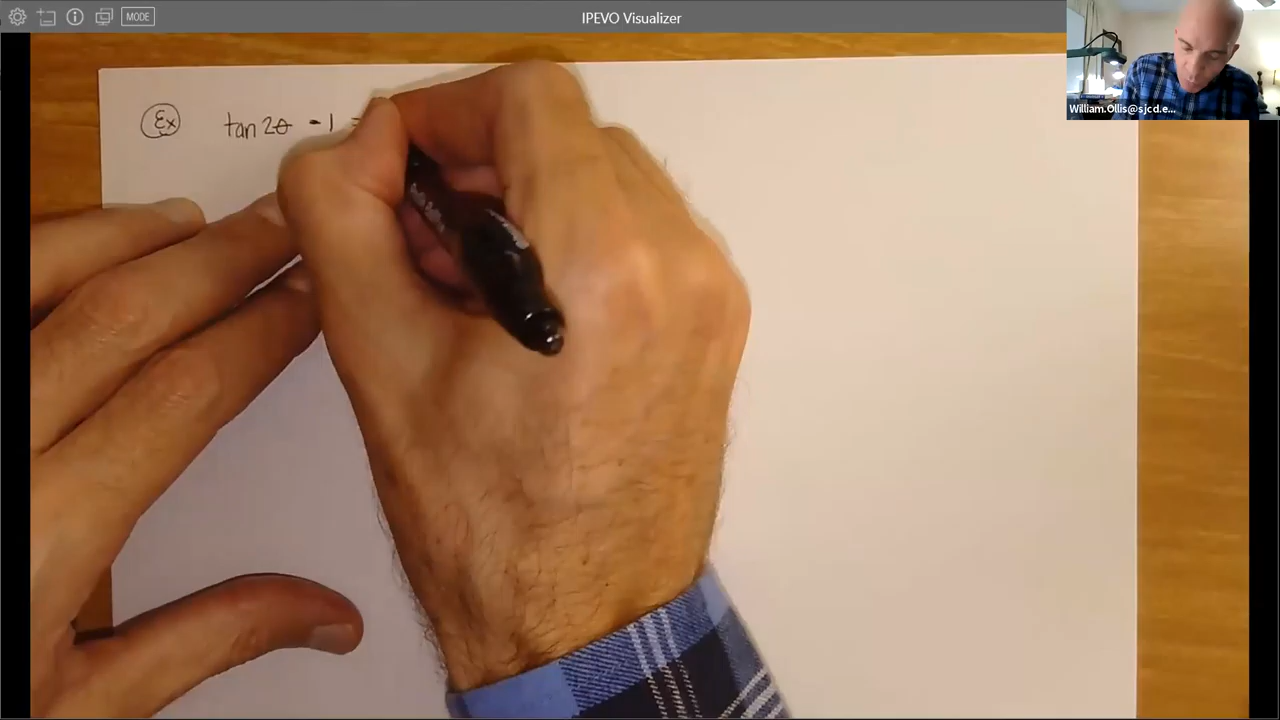 MODE
IPEVO Visualizer
William.Ollis@sjcd.e...
Ex tan 2θ - 1 =